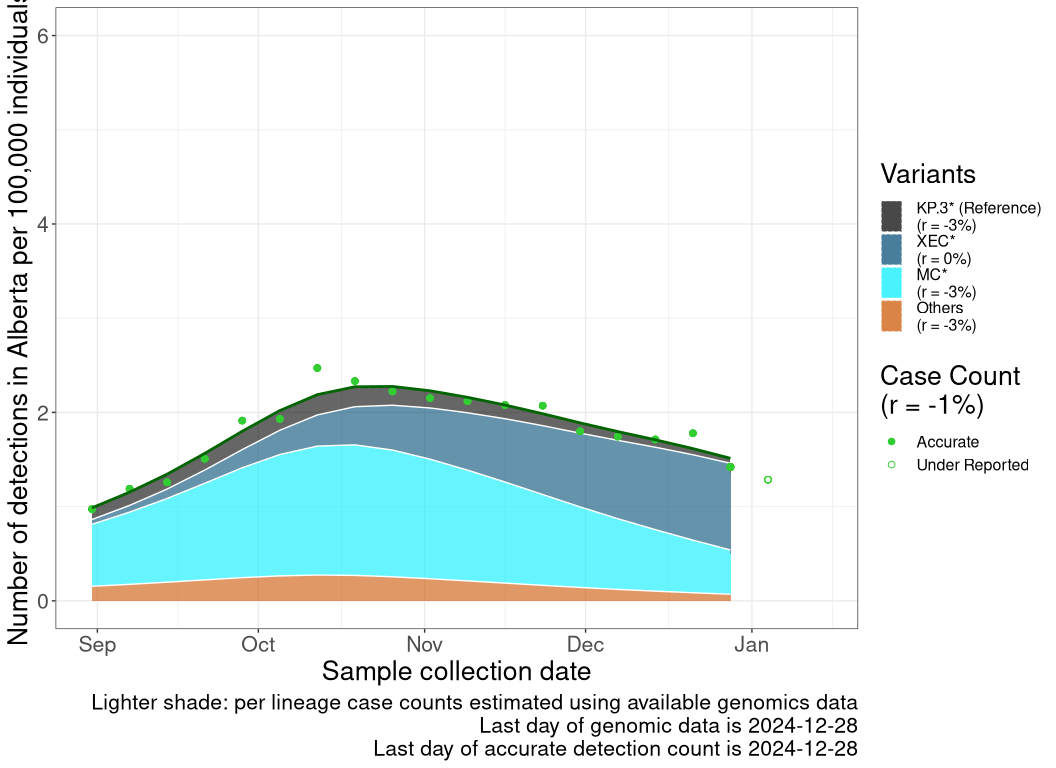 Number of detections in Alberta per 100,000 individuals
6
4
2
0
Sep Oct Nov Dec Jan
Sample collection date
Lighter shade: per lineage case counts estimated using available genomics data
Last day of genomic data is 2024-12-28
Last day of accurate detection count is 2024-12-28
Variants
KP.3* (Reference)
(r = -3%)
XEC*
(r = 0%)
MC*
(r = -3%)
Others
(r = -3%)
Case Count
(r = -1%)
Accurate
Under Reported